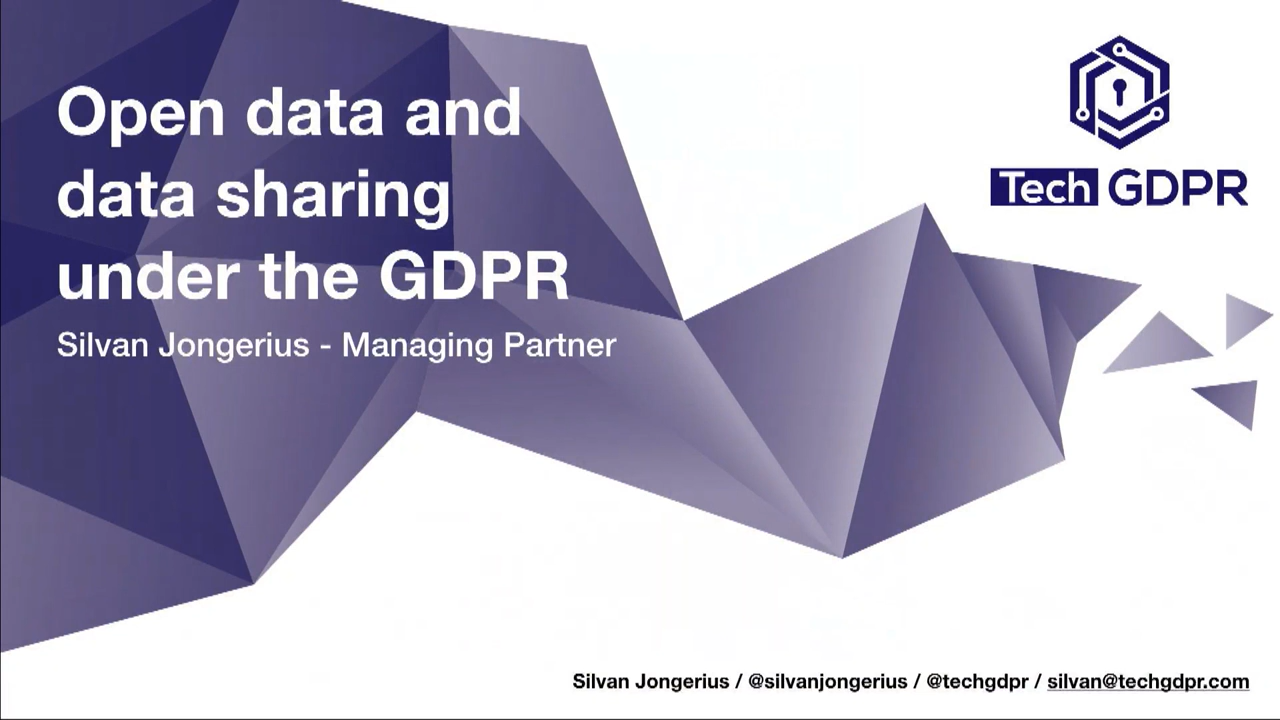 Open data and
data sharing
under the GDPR
Silvan Jongerius - Managing Partner
Tech GDPR
Silvan Jongerius / @silvanjongerius / @techgdpr / silvan@techgdpr.com